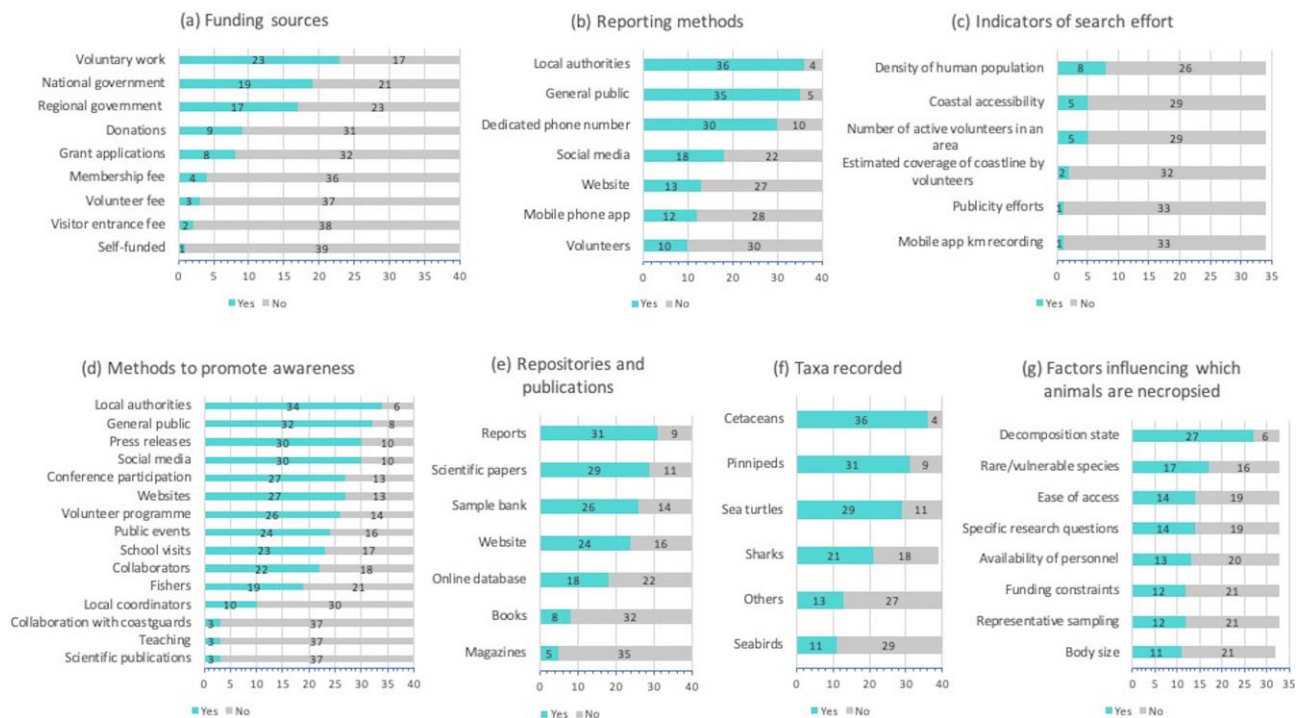 (a) Funding sources
Voluntary work 23 17
National government 19 21
Regional government 17 23
Donations 9 31
Grant applications 8 32
Membership fee 4 36
Volunteer fee 3 37
Visitor entrance fee 2 38
Self-funded 1 39
0 5 10 15 20 25 30 35 40
Yes No
(b) Reporting methods
Local authorities 36 4
General public 35 5
Dedicated phone number 30 10
Social media 18 22
Website 13 27
Mobile phone app 12 28
Volunteers 10 30
0 5 10 15 20 25 30 35 40
Yes No
(c) Indicators of search effort
Density of human population 8 26
Coastal accessibility 5 29
Number of active volunteers in an
area 5 29
Estimated coverage of coastline by
volunteers 2 32
Publicity efforts 1 33
Mobile app km recording 1 33
0 5 10 15 20 25 30 35
Yes No
(d) Methods to promote awareness
Local authorities 34 6
General public 32 8
Press releases 30 10
Social media 30 10
Conference participation 27 13
Websites 27 13
Volunteer programme 26 14
Public events 24 16
School visits 23 17
Collaborators 22 18
Fishers 19 21
Local coordinators 10 30
Collaboration with coastguards 3 37
Teaching 3 37
Scientific publications 3 37
0 5 10 15 20 25 30 35 40
Yes No
(e) Repositories and
publications
Reports 31 9
Scientific papers 29 11
Sample bank 26 14
Website 24 16
Online database 18 22
Books 8 32
Magazines 5 35
0 10 20 30 40
Yes No
(f) Taxa recorded
Cetaceans 36 4
Pinnipeds 31 9
Sea turtles 29 11
Sharks 21 18
Others 13 27
Seabirds 11 29
0 10 20 30 40
Yes No
(g) Factors influencing which
animals are necropsied
Decomposition state 27 6
Rare/vulnerable species 17 16
Ease of access 14 19
Specific research questions 14 19
Availability of personnel 13 20
Funding constraints 12 21
Representative sampling 12 21
Body size 11 21
0 5 10 15 20 25 30 35
Yes No